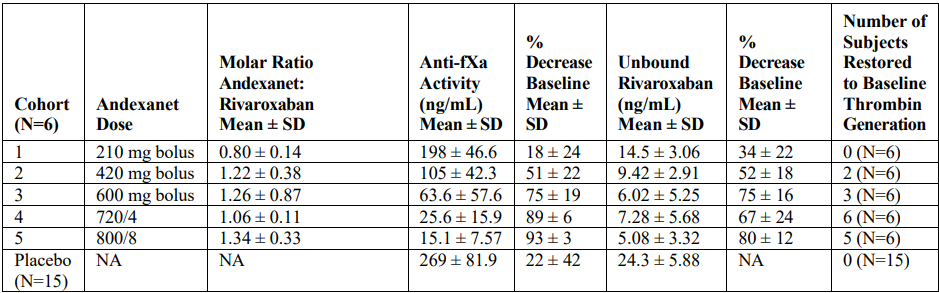 Cohort (N=6) | Andexanet Dose | Molar Ratio Andexanet: Rivaroxaban Mean ± SD | Anti-fXa Activity (ng/mL) Mean ± SD | % Decrease Baseline Mean ± SD | Unbound Rivaroxaban (ng/mL) Mean ± SD | % Decrease Baseline Mean ± SD | Number of Subjects Restored to Baseline Thrombin Generation
1 | 210 mg bolus | 0.80 ± 0.14 | 198 ± 46.6 | 18 ± 24 | 14.5 ± 3.06 | 34 ± 22 | 0 (N=6)
2 | 420 mg bolus | 1.22 ± 0.38 | 105 ± 42.3 | 51 ± 22 | 9.42 ± 2.91 | 52 ± 18 | 2 (N=6)
3 | 600 mg bolus | 1.26 ± 0.87 | 63.6 ± 57.6 | 75 ± 19 | 6.02 ± 5.25 | 75 ± 16 | 3 (N=6)
4 | 720/4 | 1.06 ± 0.11 | 25.6 ± 15.9 | 89 ± 6 | 7.28 ± 5.68 | 67 ± 24 | 6 (N=6)
5 | 800/8 | 1.34 ± 0.33 | 15.1 ± 7.57 | 93 ± 3 | 5.08 ± 3.32 | 80 ± 12 | 5 (N=6)
Placebo (N=15) | NA | NA | 269 ± 81.9 | 22 ± 42 | 24.3 ± 5.88 | NA | 0 (N=15)